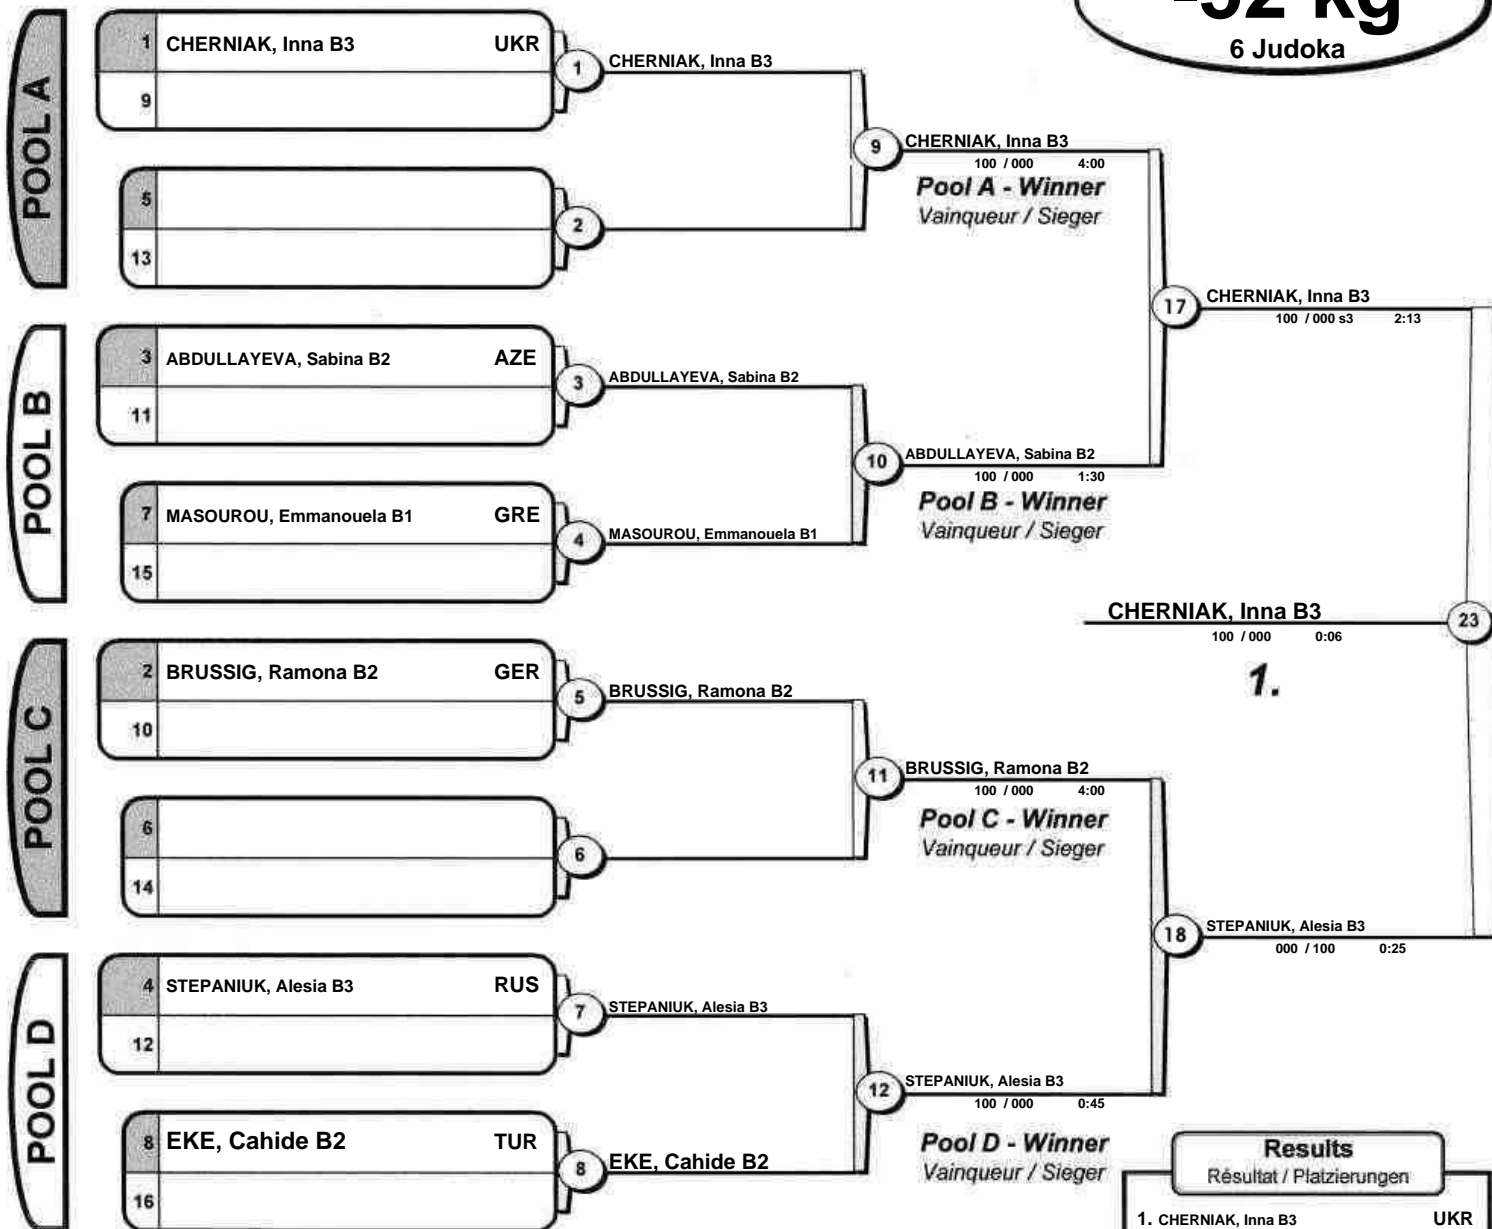 -52 kg
6 Judoka
POOL A
1 CHERNIAK, Inna B3 UKR
9
5
13
1 CHERNIAK, Inna B3
2
9 CHERNIAK, Inna B3
100 / 000 4:00
Pool A - Winner
Vainqueur / Sieger
17 CHERNIAK, Inna B3
100 / 000 s3 2:13
POOL B
3 ABDULLAYEVA, Sabina B2 AZE
11
7 MASOUROU, Emmanouela B1 GRE
15
3 ABDULLAYEVA, Sabina B2
4 MASOUROU, Emmanouela B1
10 ABDULLAYEVA, Sabina B2
100 / 000 1:30
Pool B - Winner
Vainqueur / Sieger
CHERNIAK, Inna B3 23
100 / 000 0:06
1.
POOL C
2 BRUSSIG, Ramona B2 GER
10
6
14
5 BRUSSIG, Ramona B2
6
11 BRUSSIG, Ramona B2
100 / 000 4:00
Pool C - Winner
Vainqueur / Sieger
18 STEPANIUK, Alesia B3
000 / 100 0:25
POOL D
4 STEPANIUK, Alesia B3 RUS
12
8 EKE, Cahide B2 TUR
16
7 STEPANIUK, Alesia B3
8 EKE, Cahide B2
12 STEPANIUK, Alesia B3
100 / 000 0:45
Pool D - Winner
Vainqueur / Sieger
Results
Résultat / Platzierungen
1. CHERNIAK, Inna B3 UKR